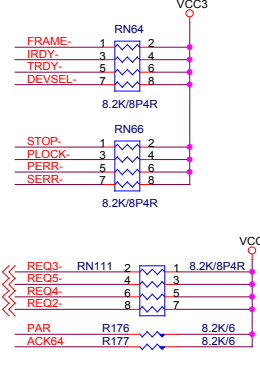 VCC3
RN64
FRAME- 1 2
IRDY- 3 4
TRDY- 5 6
DEVSEL- 7 8
8.2K/8P4R
RN66
STOP- 1 2
PLOCK- 3 4
PERR- 5 6
SERR- 7 8
8.2K/8P4R
REQ3- RN111 2 1 8.2K/8P4R
REQ5- 4 3
REQ4- 6 5
REQ2- 8 7
PAR R176 8.2K/6
ACK64 R177 8.2K/6